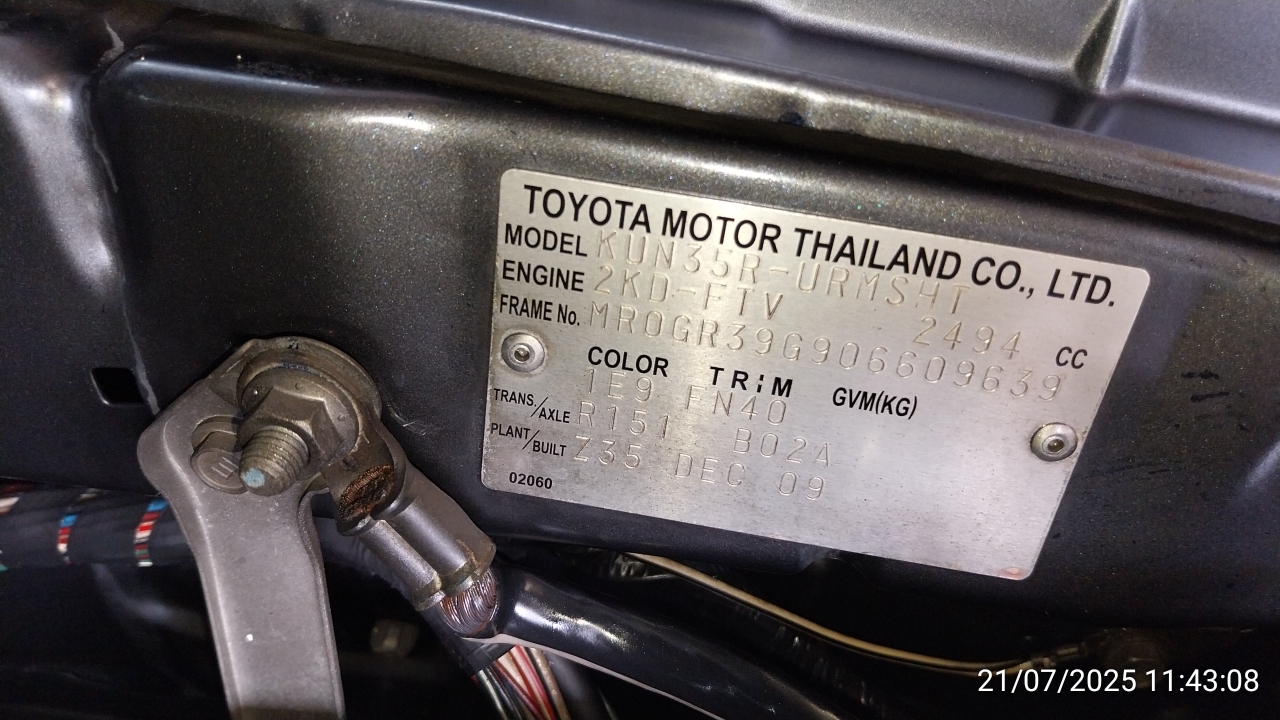 TOYOTA MOTOR THAILAND CO., LTD.
MODEL KUN35R-URMSHT
ENGINE 2KD-FTV 2494 CC
FRAME No. MR0GR39G906609639
COLOR TRIM GVM(KG)
1E9 FN40
TRANS./AXLE R151 B02A
PLANT/BUILT Z35 DEC 09
02060
21/07/2025 11:43:08